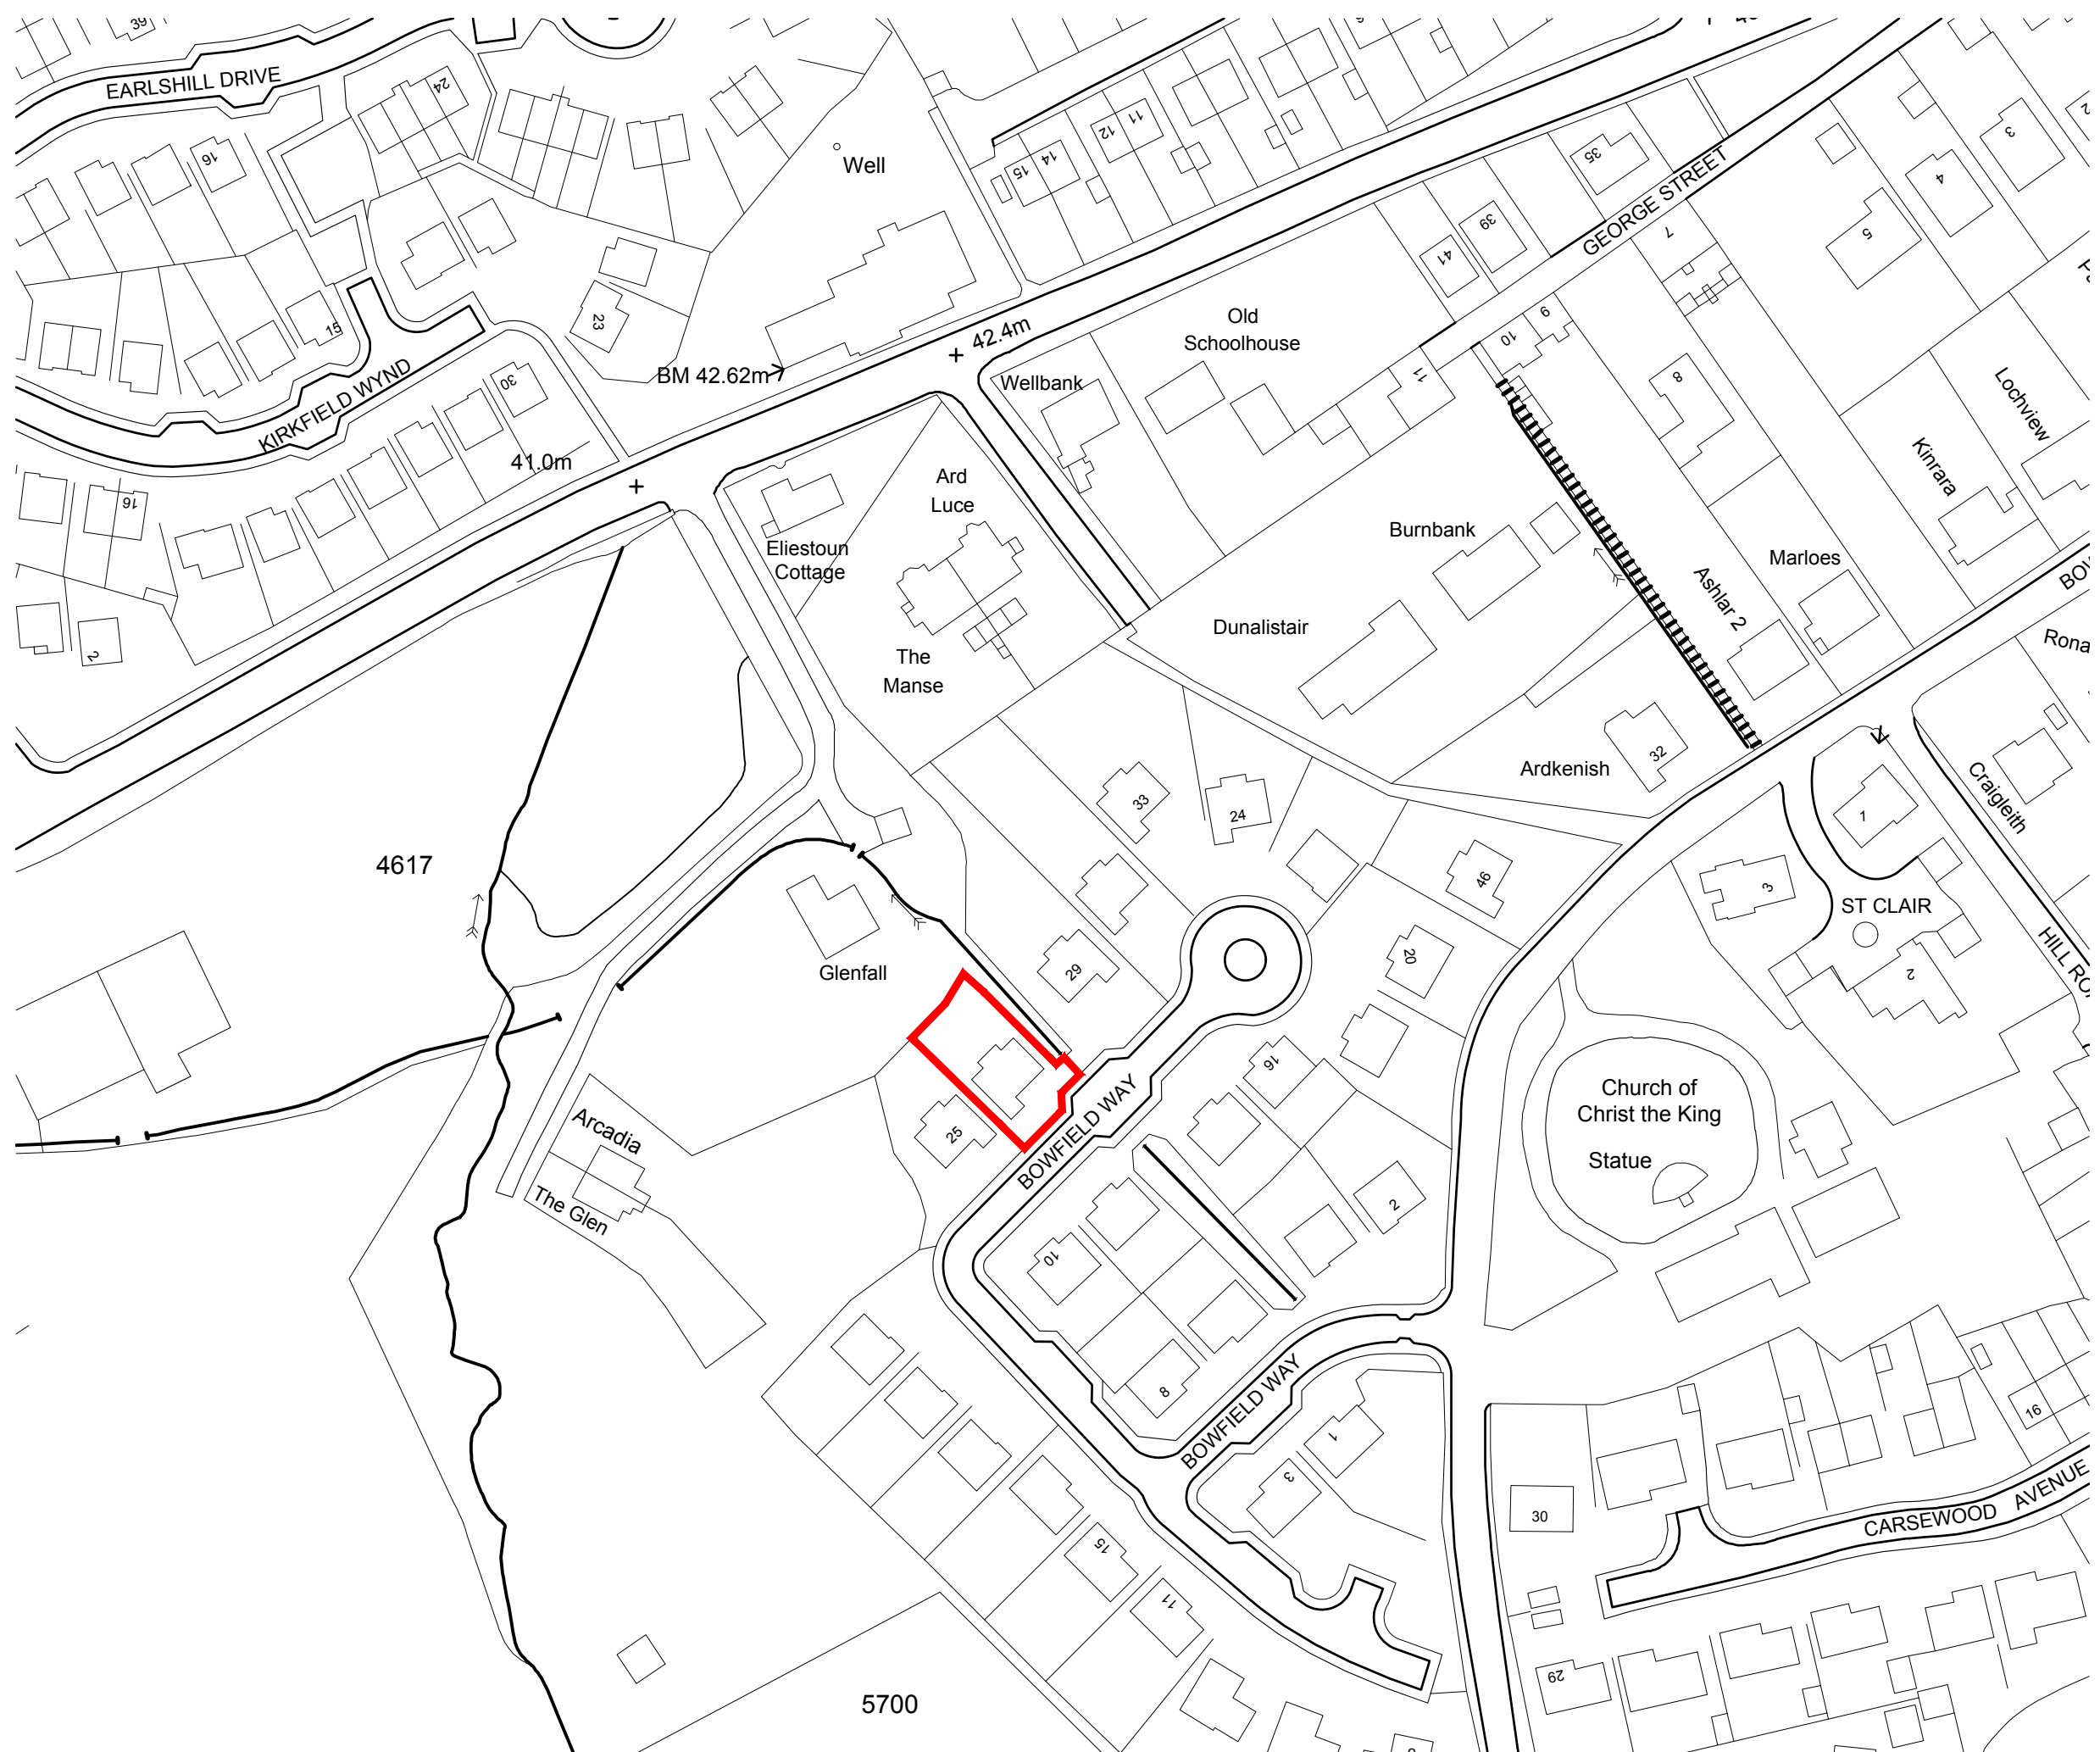 39
EARLSHILL DRIVE
24
16
Well
15
14
12
11
35
GEORGE STREET
3
4
5
7
39
41
23
15
Old
Schoolhouse
42.4m
BM 42.62m
Wellbank
9
10
11
8
KIRKFIELD WYND
30
41.0m
16
2
Ard
Luce
Eliestoun
Cottage
The
Manse
Burnbank
Dunalistair
Ashlar 2
Marloes
Kinrara
Lochview
Ardkenish
32
Craigleith
33
24
46
1
3
ST CLAIR
2
HILL
4617
Glenfall
29
20
16
25
BOWFIELD WAY
Arcadia
The Glen
Church of
Christ the King
Statue
2
10
8
BOWFIELD WAY
1
3
15
11
30
16
CARSEWOOD AVENUE
29
5700